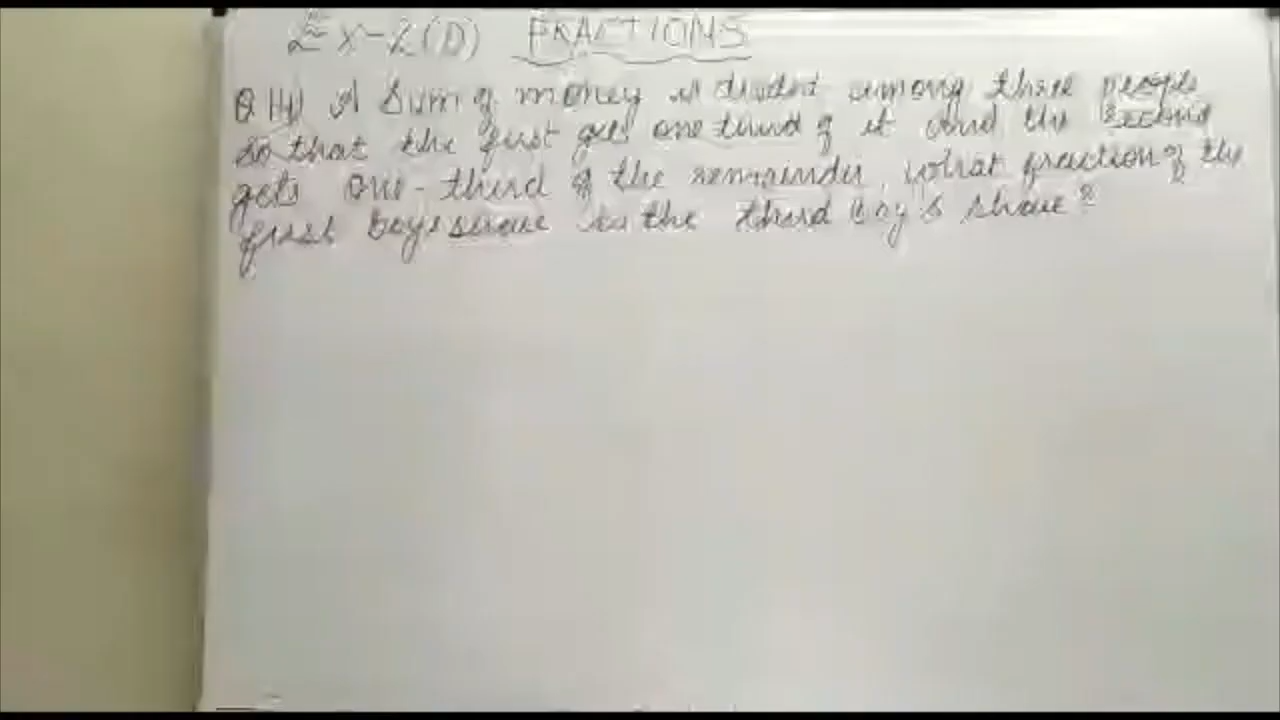 Ex-2(D) FRACTIONS
Q 14) A Sum of money is divided among three people
so that the first gets one third of it and the second
gets one-third of the remainder, what fraction of the
first boy's share is the third boy's share?